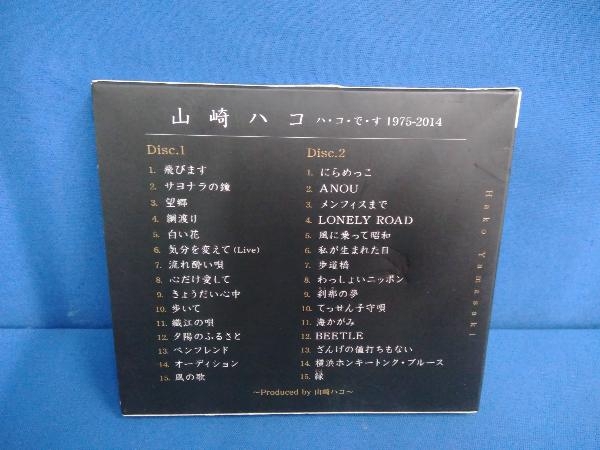 山崎ハコ ハ・コ・で・す 1975-2014
Disc.1
1. 飛びます
2. サヨナラの鐘
3. 望郷
4. 綱渡り
5. 白い花
6. 気分を変えて(Live)
7. 流れ酔い唄
8. 心だけ愛して
9. きょうだい心中
10. 歩いて
11. 織江の唄
12. 夕陽のふるさと
13. ペンフレンド
14. オーディション
15. 風の歌
Disc.2
1. にらめっこ
2. ANOU
3. メンフィスまで
4. LONELY ROAD
5. 風に乗って昭和
6. 私が生まれた日
7. 歩道橋
8. わっしょいニッポン
9. 刹那の夢
10. てっせん子守唄
11. 海かがみ
12. BEETLE
13. ざんげの値打ちもない
14. 横浜ホンキートンク・ブルース
15. 縁
Hako Yamasaki
～Produced by 山崎ハコ～